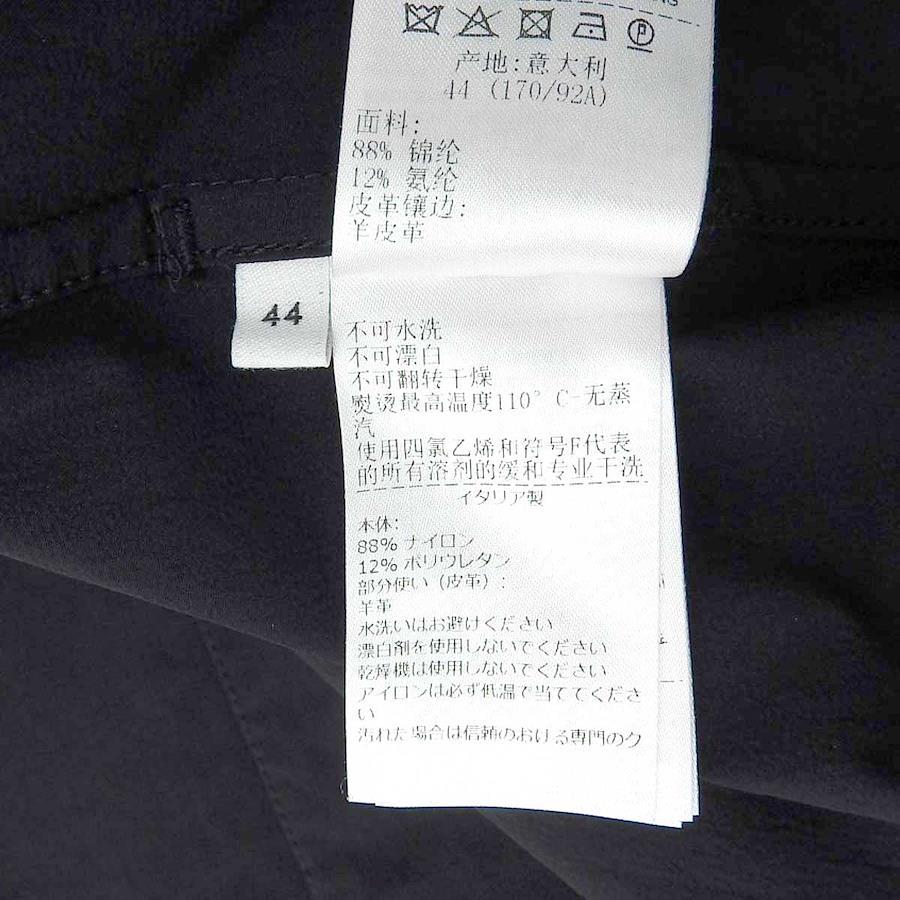 产地:意大利
44 (170/92A)
面料:
88% 锦纶
12% 氨纶
皮革镶边:
羊皮革
44
不可水洗
不可漂白
不可翻转干燥
熨烫最高温度110° C-无蒸
汽
使用四氯乙烯和符号F代表
的所有溶剂的缓和专业干洗
イタリア製
本体:
88% ナイロン
12% ポリウレタン
部分使い (皮革) :
羊革
水洗いはお避けください
漂白剤を使用しないでください
乾燥機は使用しないでください
アイロンは必ず低温で当ててくださ
い
汚れた場合は信頼のおける専門のク